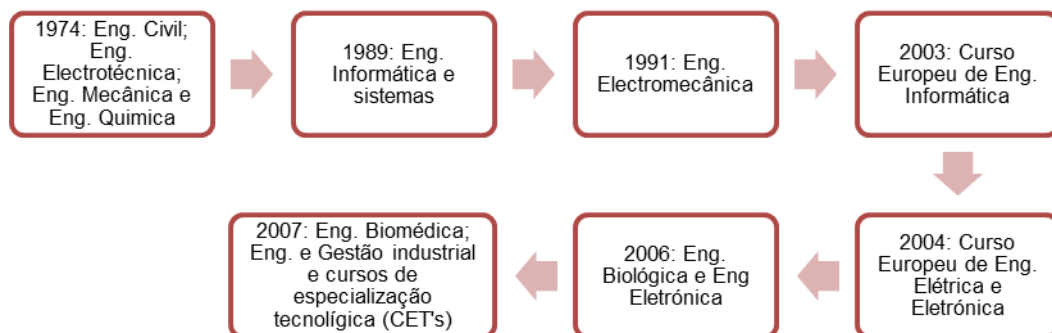 1974: Eng. Civil;
Eng.
Electrotécnica;
Eng. Mecânica e
Eng. Quimica
1989: Eng.
Informática e
sistemas
1991: Eng.
Electromecânica
2003: Curso
Europeu de Eng.
Informática
2004: Curso
Europeu de Eng.
Elétrica e
Eletrónica
2006: Eng.
Biológica e Eng
Eletrónica
2007: Eng. Biomédica;
Eng. e Gestão industrial
e cursos de
especialização
tecnolígica (CET's)